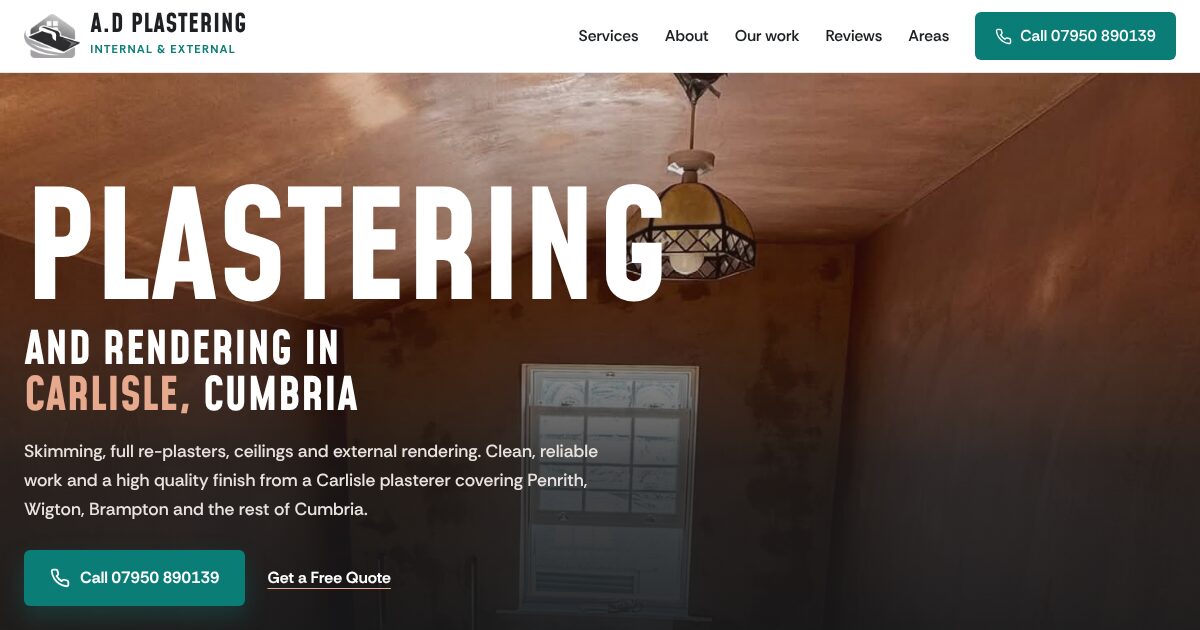 A.D PLASTERING
INTERNAL & EXTERNAL
Services About Our work Reviews Areas Call 07950 890139
PLASTERING
AND RENDERING IN
CARLISLE, CUMBRIA
Skimming, full re-plasters, ceilings and external rendering. Clean, reliable
work and a high quality finish from a Carlisle plasterer covering Penrith,
Wigton, Brampton and the rest of Cumbria.
Call 07950 890139 Get a Free Quote